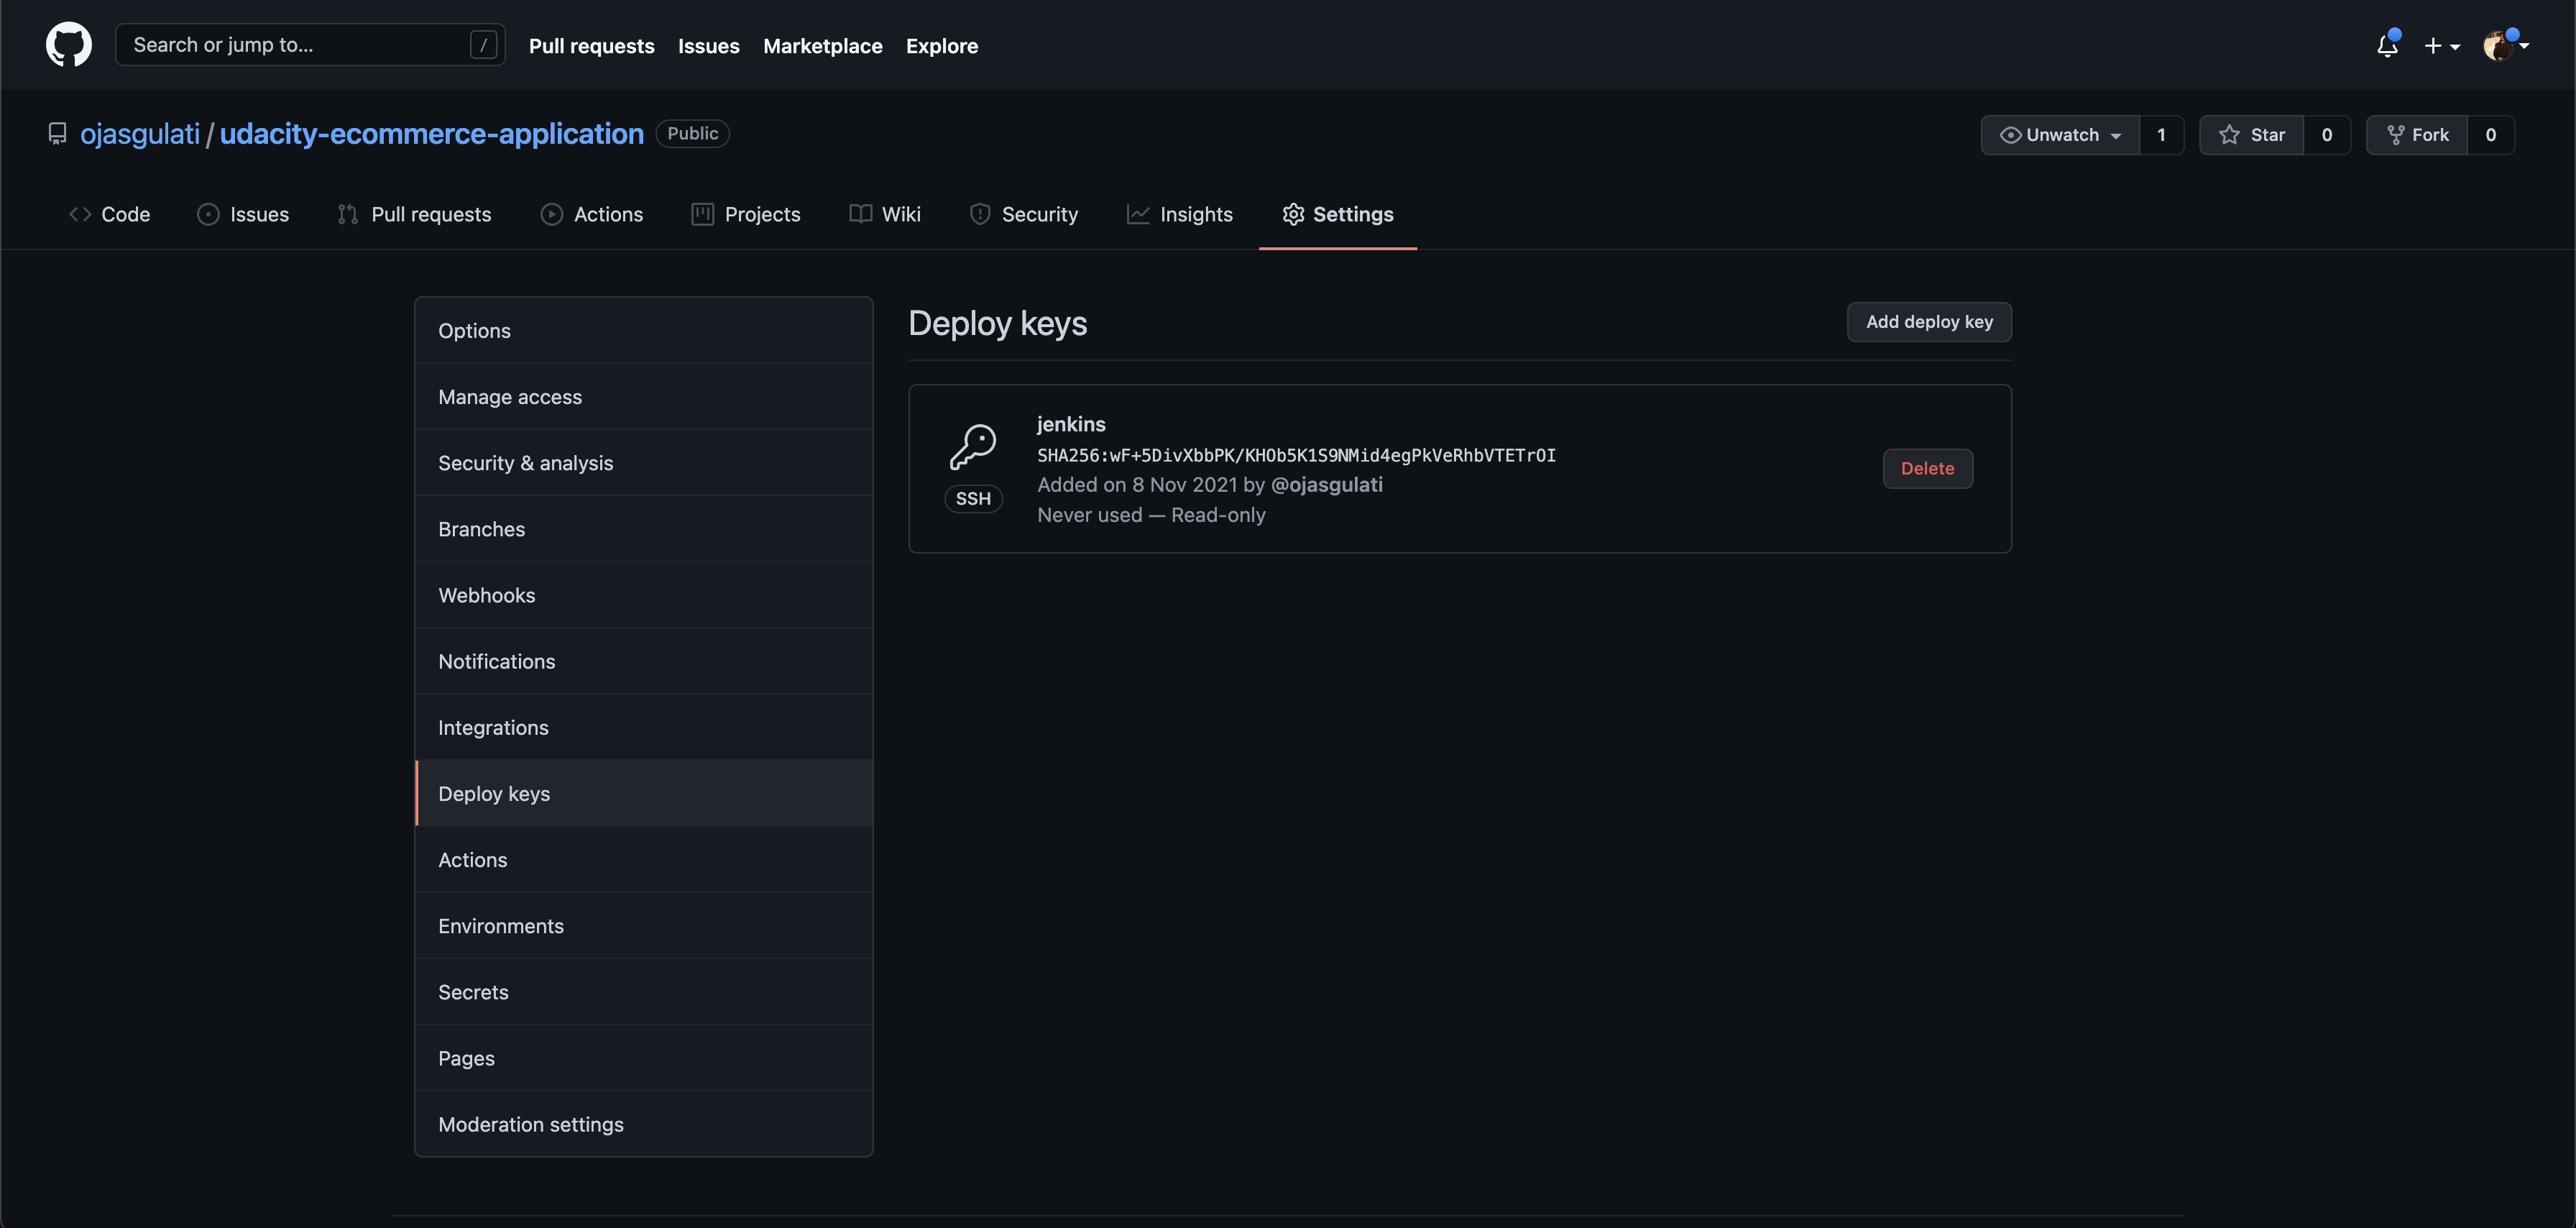 Search or jump to... /
Pull requests Issues Marketplace Explore
ojasgulati / udacity-ecommerce-application Public
Unwatch 1 Star 0 Fork 0
Code Issues Pull requests Actions Projects Wiki Security Insights Settings
Options
Manage access
Security & analysis
Branches
Webhooks
Notifications
Integrations
Deploy keys
Actions
Environments
Secrets
Pages
Moderation settings
Deploy keys
Add deploy key
jenkins
SHA256:wF+5DivXbbPK/KHOb5K1S9NMid4egPkVeRhbVTETrOI
Added on 8 Nov 2021 by @ojasgulati
Never used — Read-only
SSH
Delete